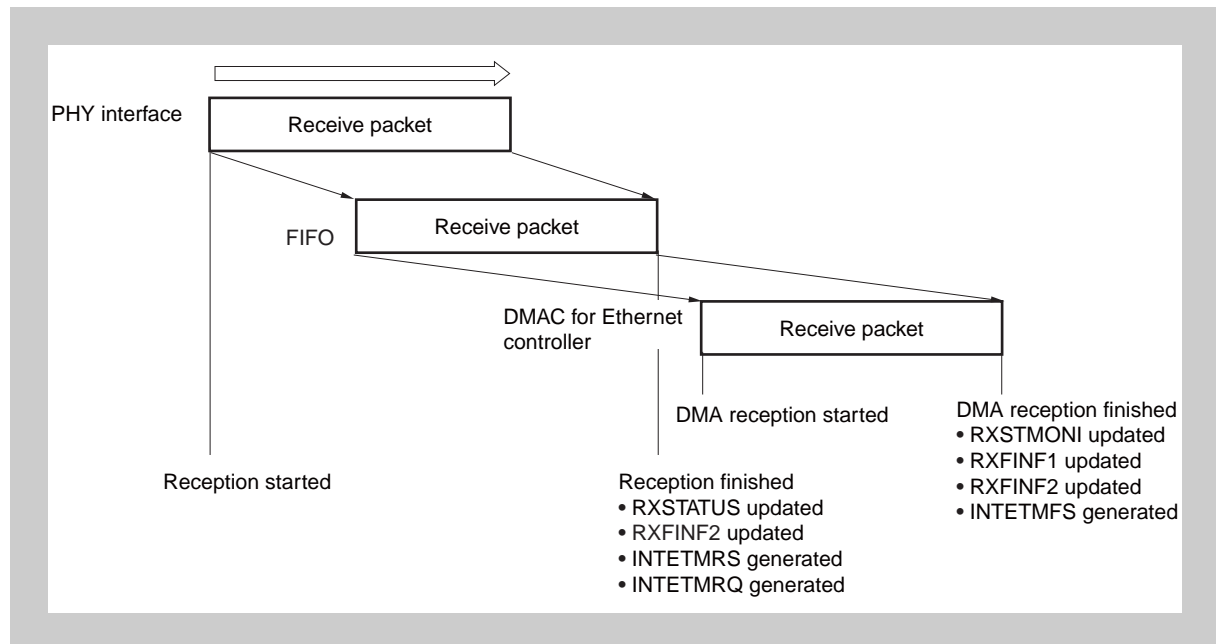 PHY interface
Receive packet
FIFO
Receive packet
DMAC for Ethernet
controller
Receive packet
Reception started
DMA reception started
Reception finished
• RXSTATUS updated
• RXFINF2 updated
• INTETMRS generated
• INTETMRQ generated
DMA reception finished
• RXSTMONI updated
• RXFINF1 updated
• RXFINF2 updated
• INTETMFS generated